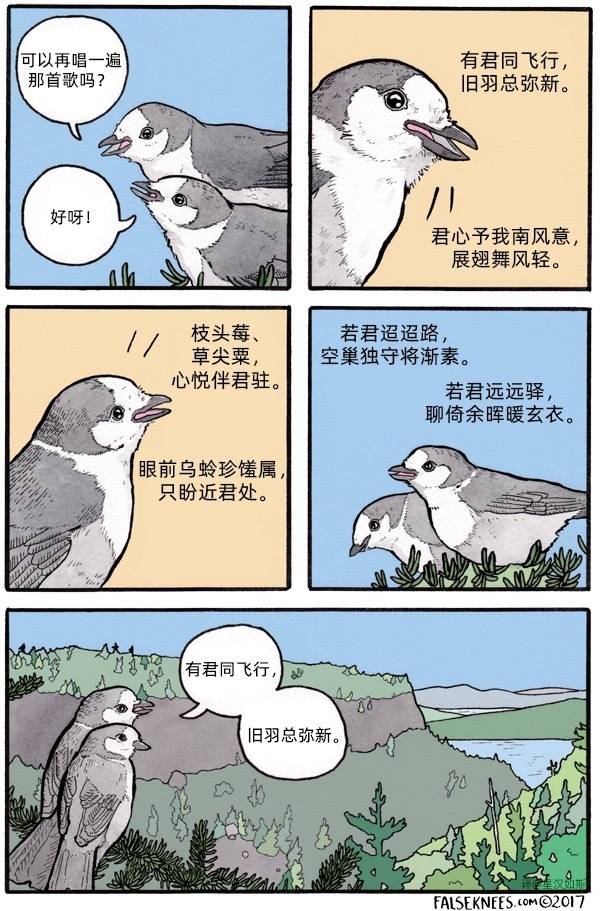 可以再唱一遍
那首歌吗？
好呀！
有君同飞行，
旧羽总弥新。
君心予我南风意，
展翅舞风轻。
枝头莓、
草尖粟，
心悦伴君驻。
眼前乌蛉珍馐属，
只盼近君处。
若君迢迢路，
空巢独守将渐素。
若君远远驿，
聊倚余晖暖玄衣。
有君同飞行，
旧羽总弥新。
FALSEKNEES.COM©2017